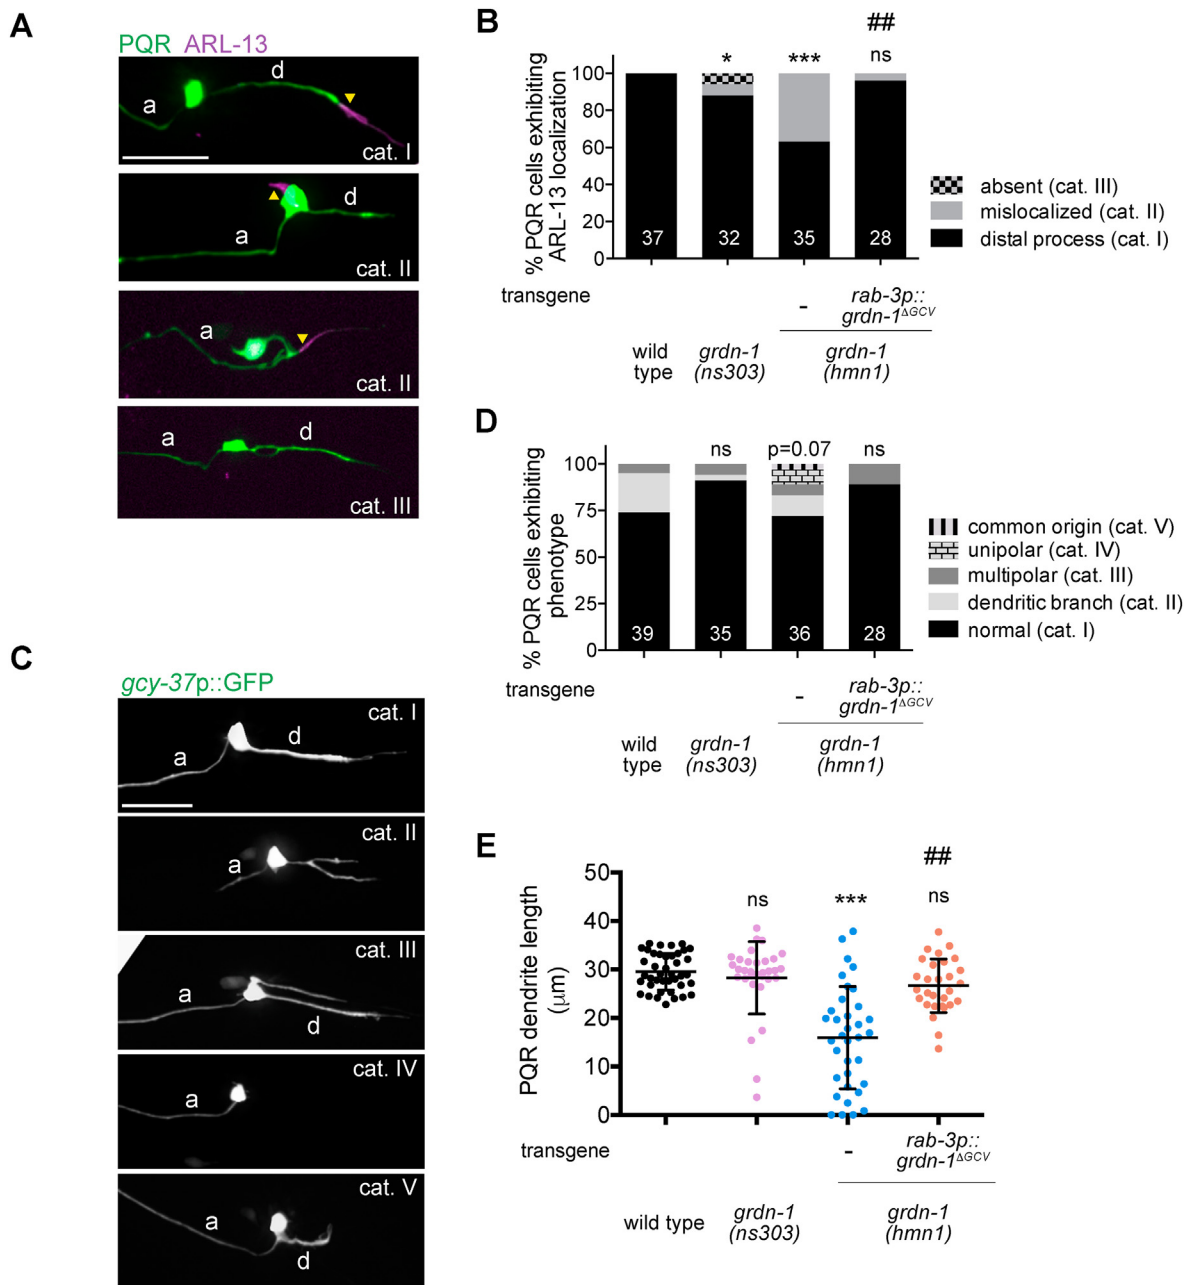 A
PQR ARL-13
d
a
cat. I
d
a
cat. II
a
cat. II
a
d
cat. III
B
##
*
***
ns
% PQR cells exhibiting
ARL-13 localization
100
80
60
40
20
0
37
32
35
28
absent (cat. III)
mislocalized (cat. II)
distal process (cat. I)
transgene
-
rab-3p::
grdn-1ΔGCV
wild
type
grdn-1
(ns303)
grdn-1
(hmn1)
D
ns
p=0.07
ns
% PQR cells exhibiting
phenotype
100
75
50
25
0
39
35
36
28
common origin (cat. V)
unipolar (cat. IV)
multipolar (cat. III)
dendritic branch (cat. II)
normal (cat. I)
transgene
-
rab-3p::
grdn-1ΔGCV
wild
type
grdn-1
(ns303)
grdn-1
(hmn1)
C
gcy-37p::GFP
cat. I
a
d
cat. II
a
cat. III
a
d
cat. IV
a
cat. V
a
d
E
##
ns
***
ns
PQR dendrite length
(μm)
50
40
30
20
10
0
transgene
-
rab-3p::
grdn-1ΔGCV
wild type
grdn-1
(ns303)
grdn-1
(hmn1)